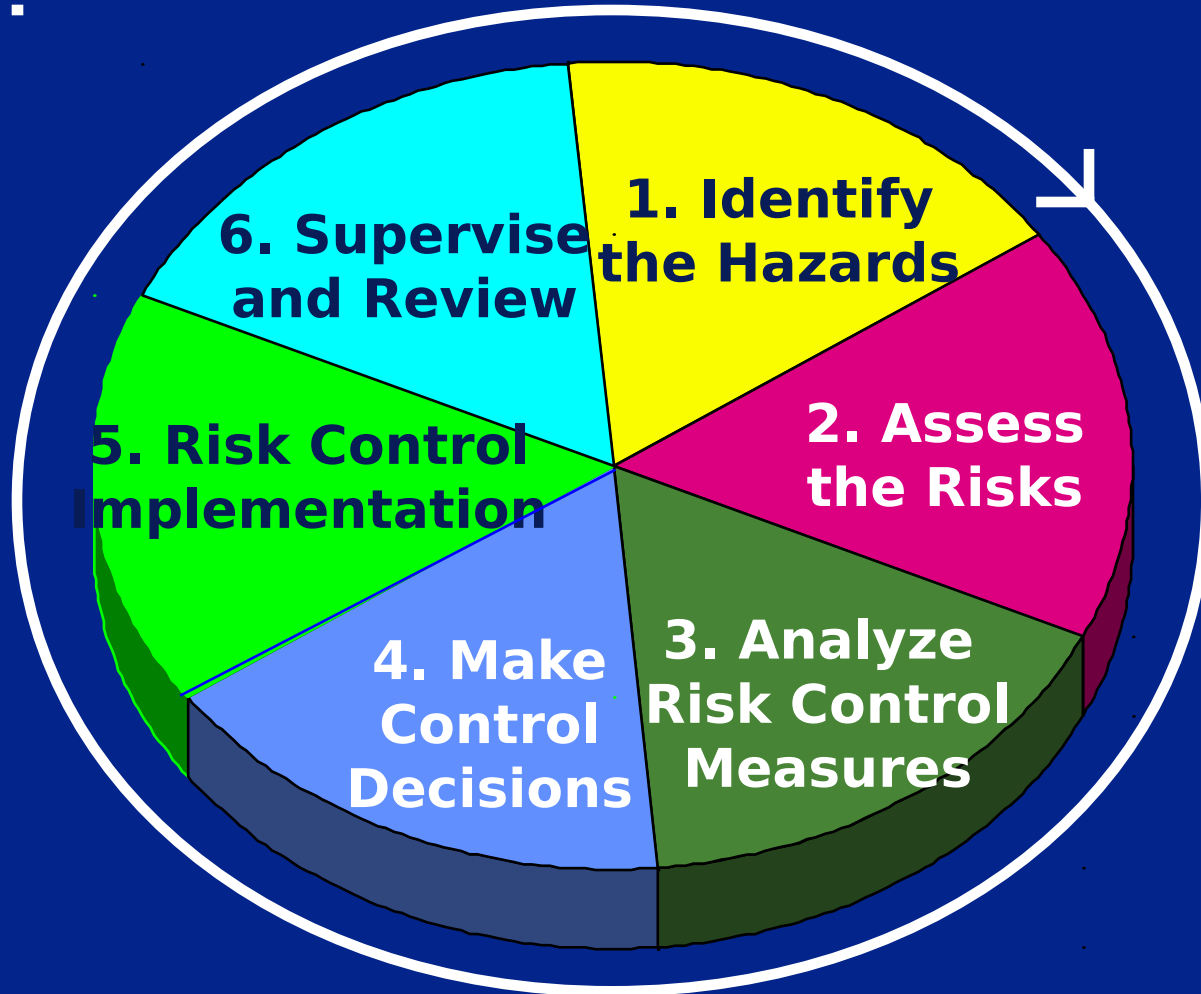 1. Identify
the Hazards
2. Assess
the Risks
3. Analyze
Risk Control
Measures
4. Make
Control
Decisions
5. Risk Control
Implementation
6. Supervise
and Review